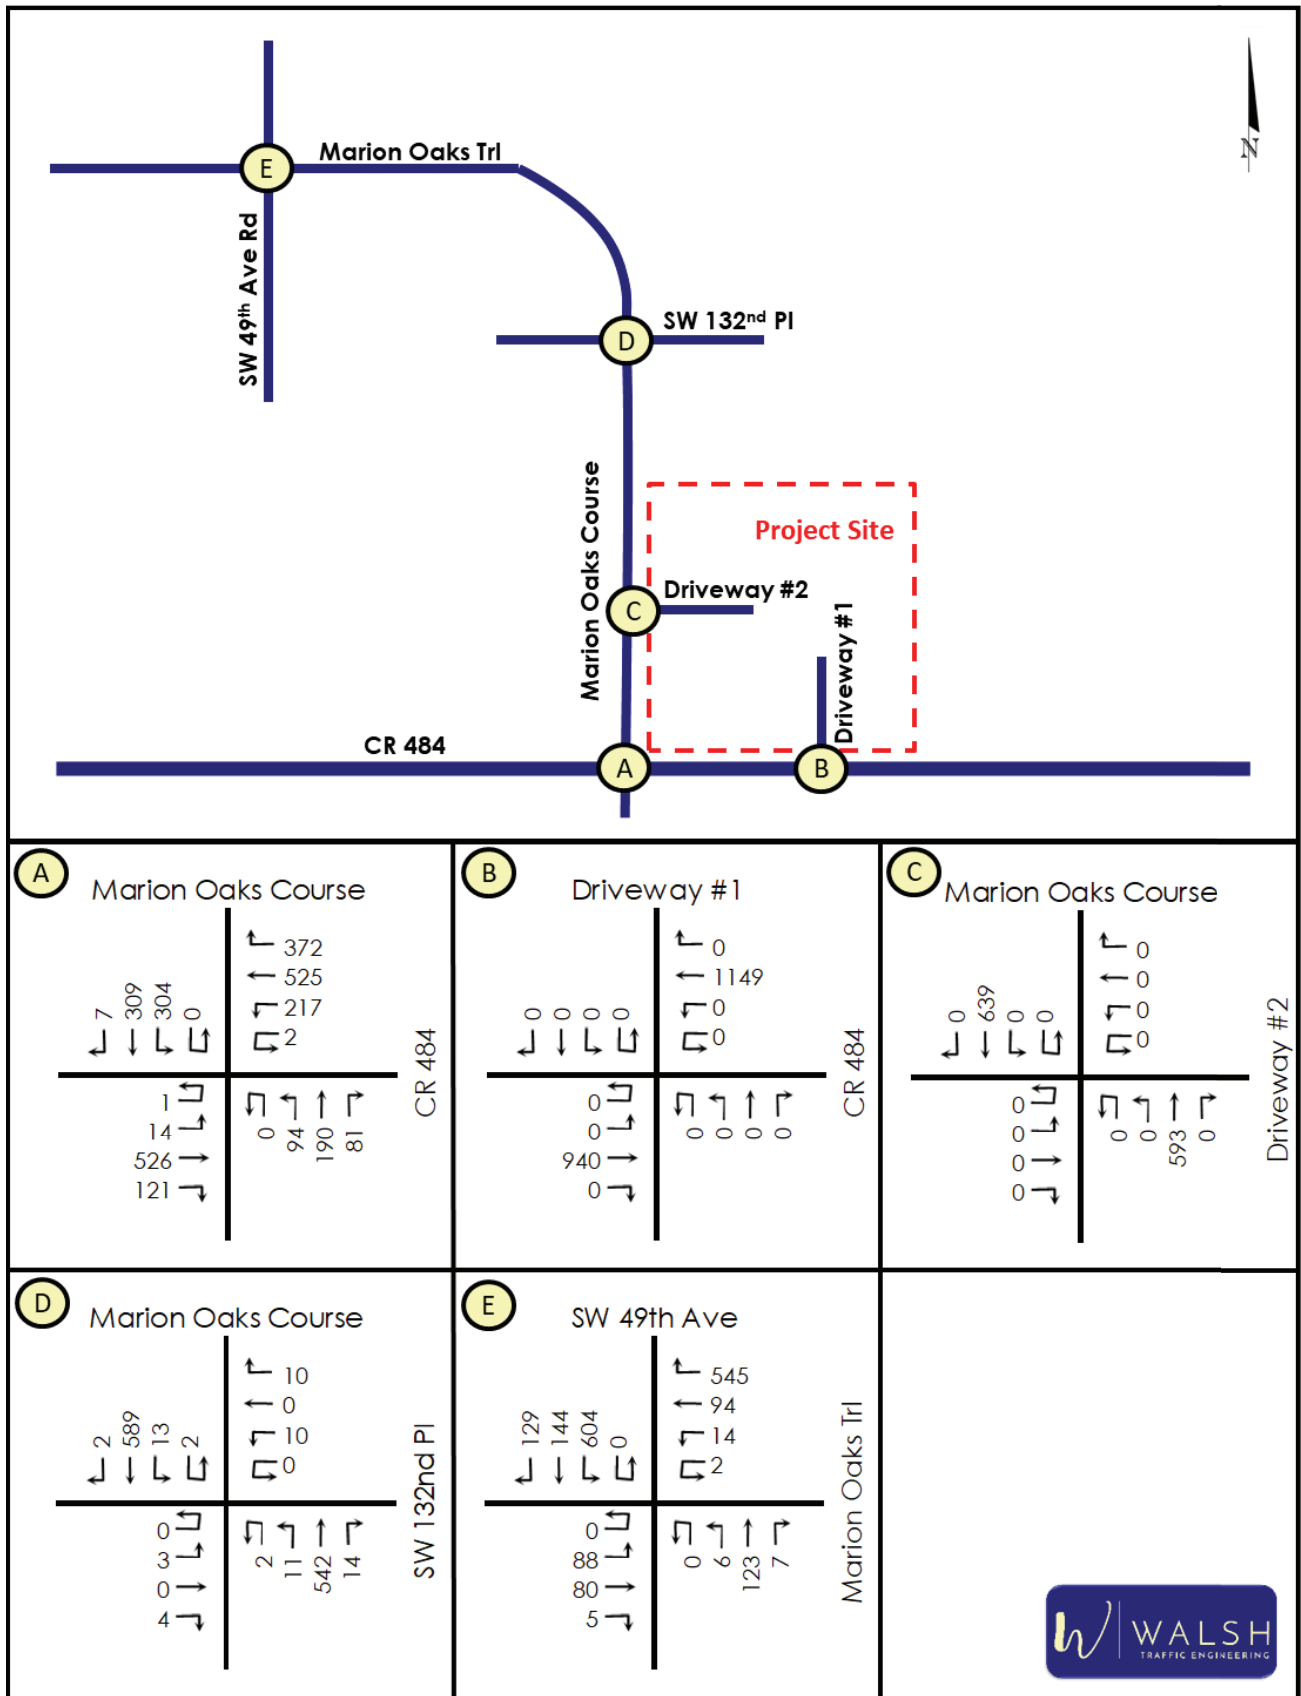 N
E
Marion Oaks Trl
SW 49th Ave Rd
D
SW 132nd Pl
Marion Oaks Course
Project Site
C
Driveway #2
Driveway #1
CR 484
A
B
A
Marion Oaks Course
372
525
217
2
7
309
304
0
1
14
526
121
0
94
190
81
CR 484
B
Driveway #1
0
1149
0
0
0
0
0
0
0
0
940
0
0
0
0
0
CR 484
C
Marion Oaks Course
0
0
0
0
0
639
0
0
0
0
0
0
0
0
593
0
Driveway #2
D
Marion Oaks Course
10
0
10
0
2
589
13
2
0
3
0
4
2
11
542
14
SW 132nd Pl
E
SW 49th Ave
545
94
14
2
129
144
604
0
0
88
80
5
0
6
123
7
Marion Oaks Trl
W
WALSH
TRAFFIC ENGINEERING